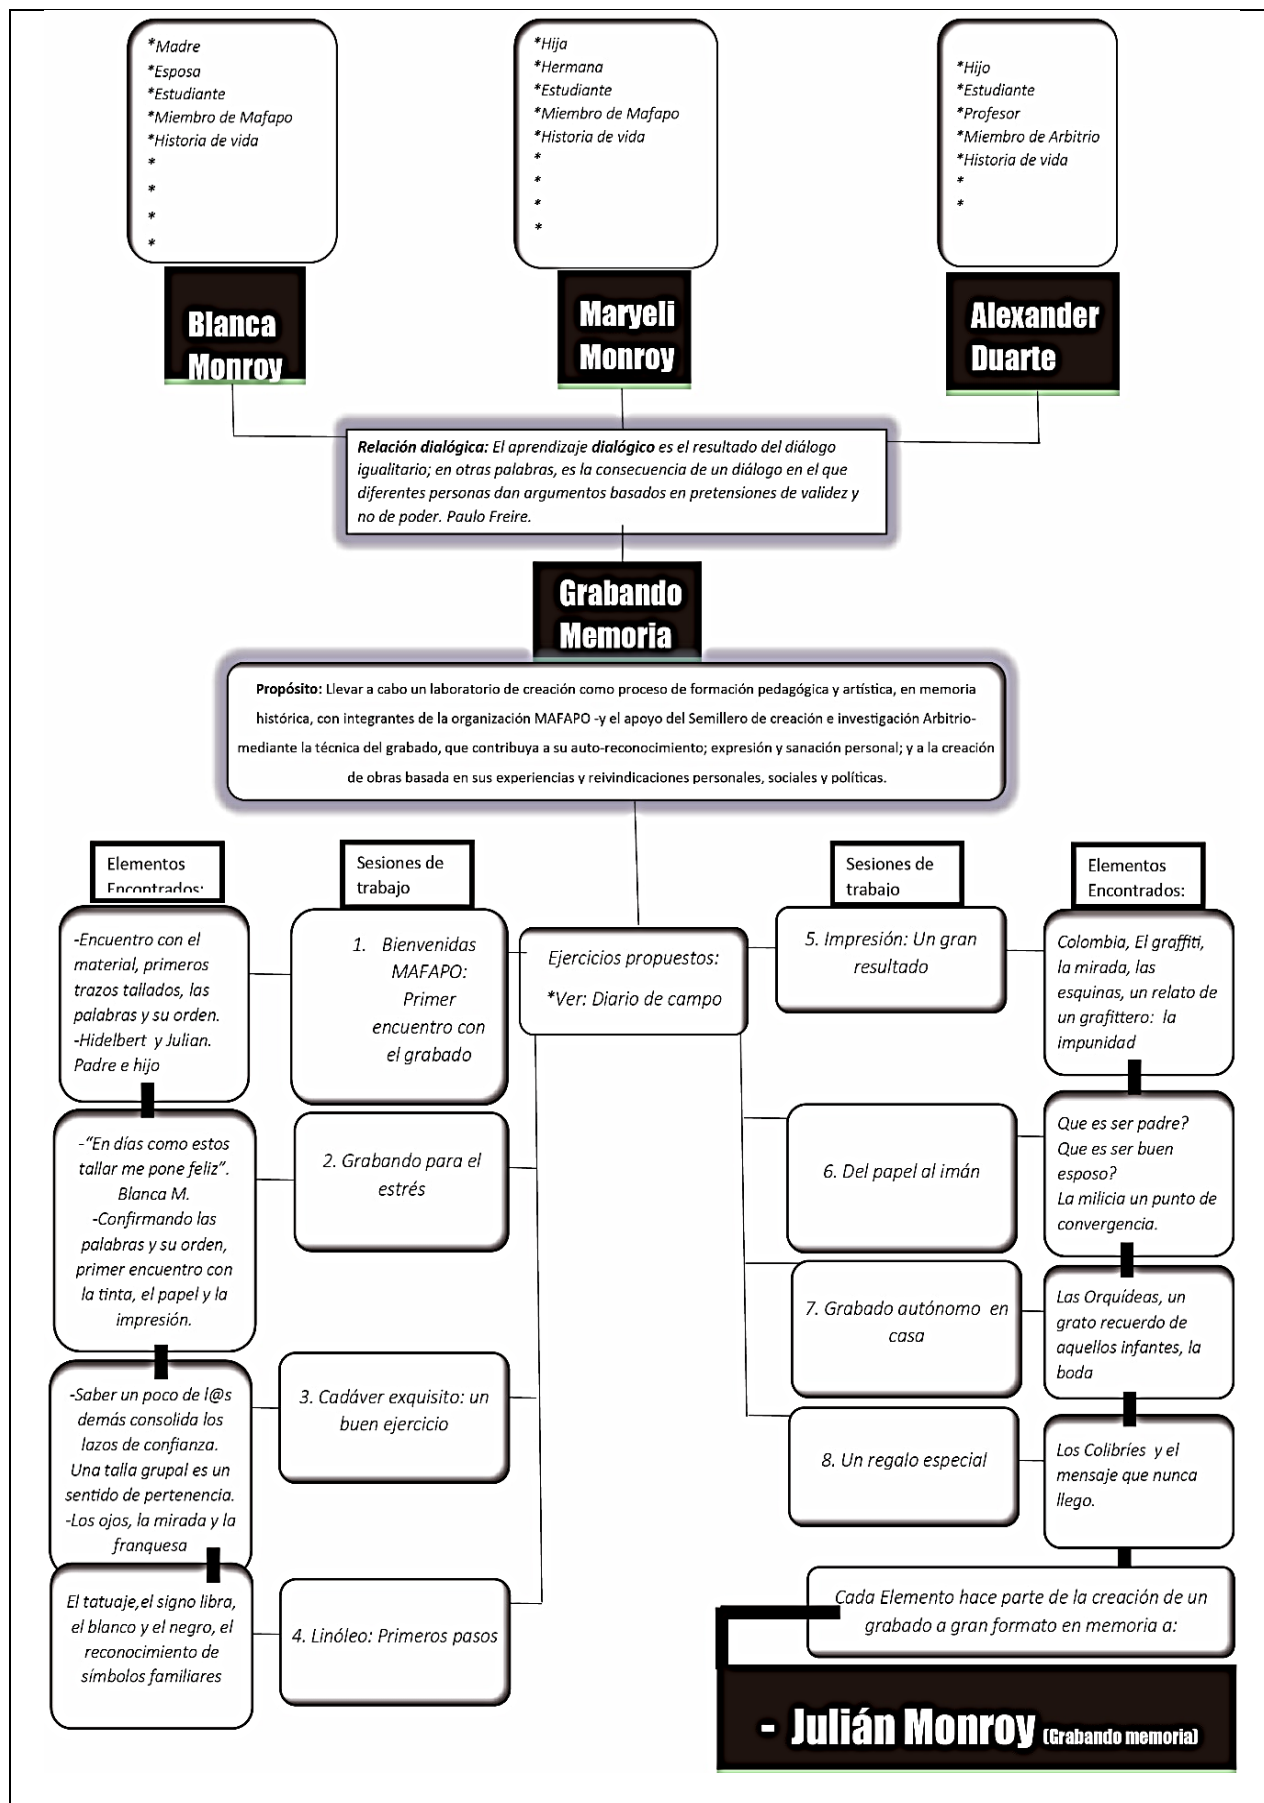 *Madre
*Esposa
*Estudiante
*Miembro de Mafapo
*Historia de vida
*
*
*
*
Blanca
Monroy
*Hija
*Hermana
*Estudiante
*Miembro de Mafapo
*Historia de vida
*
*
*
*
Maryeli
Monroy
*Hijo
*Estudiante
*Profesor
*Miembro de Arbitrio
*Historia de vida
*
*
Alexander
Duarte
Relación dialógica: El aprendizaje dialógico es el resultado del diálogo
igualitario; en otras palabras, es la consecuencia de un diálogo en el que
diferentes personas dan argumentos basados en pretensiones de validez y
no de poder. Paulo Freire.
Grabando
Memoria
Propósito: Llevar a cabo un laboratorio de creación como proceso de formación pedagógica y artística, en memoria
histórica, con integrantes de la organización MAFAPO -y el apoyo del Semillero de creación e investigación Arbitrio-
mediante la técnica del grabado, que contribuya a su auto-reconocimiento; expresión y sanación personal; y a la creación
de obras basada en sus experiencias y reivindicaciones personales, sociales y políticas.
Elementos
Encontrados:
-Encuentro con el
material, primeros
trazos tallados, las
palabras y su orden.
-Hidelbert y Julian.
Padre e hijo
-“En días como estos
tallar me pone feliz”.
Blanca M.
-Confirmando las
palabras y su orden,
primer encuentro con
la tinta, el papel y la
impresión.
-Saber un poco de l@s
demás consolida los
lazos de confianza.
Una talla grupal es un
sentido de pertenencia.
-Los ojos, la mirada y la
franquesa
El tatuaje,el signo libra,
el blanco y el negro, el
reconocimiento de
símbolos familiares
Sesiones de
trabajo
1. Bienvenidas
MAFAPO:
Primer
encuentro con
el grabado
2. Grabando para el
estrés
3. Cadáver exquisito: un
buen ejercicio
4. Linóleo: Primeros pasos
Ejercicios propuestos:
*Ver: Diario de campo
Sesiones de
trabajo
5. Impresión: Un gran
resultado
6. Del papel al imán
7. Grabado autónomo en
casa
8. Un regalo especial
Elementos
Encontrados:
Colombia, El graffiti,
la mirada, las
esquinas, un relato de
un grafittero: la
impunidad
Que es ser padre?
Que es ser buen
esposo?
La milicia un punto de
convergencia.
Las Orquídeas, un
grato recuerdo de
aquellos infantes, la
boda
Los Colibríes y el
mensaje que nunca
llego.
Cada Elemento hace parte de la creación de un
grabado a gran formato en memoria a:
- Julián Monroy (Grabando memoria)